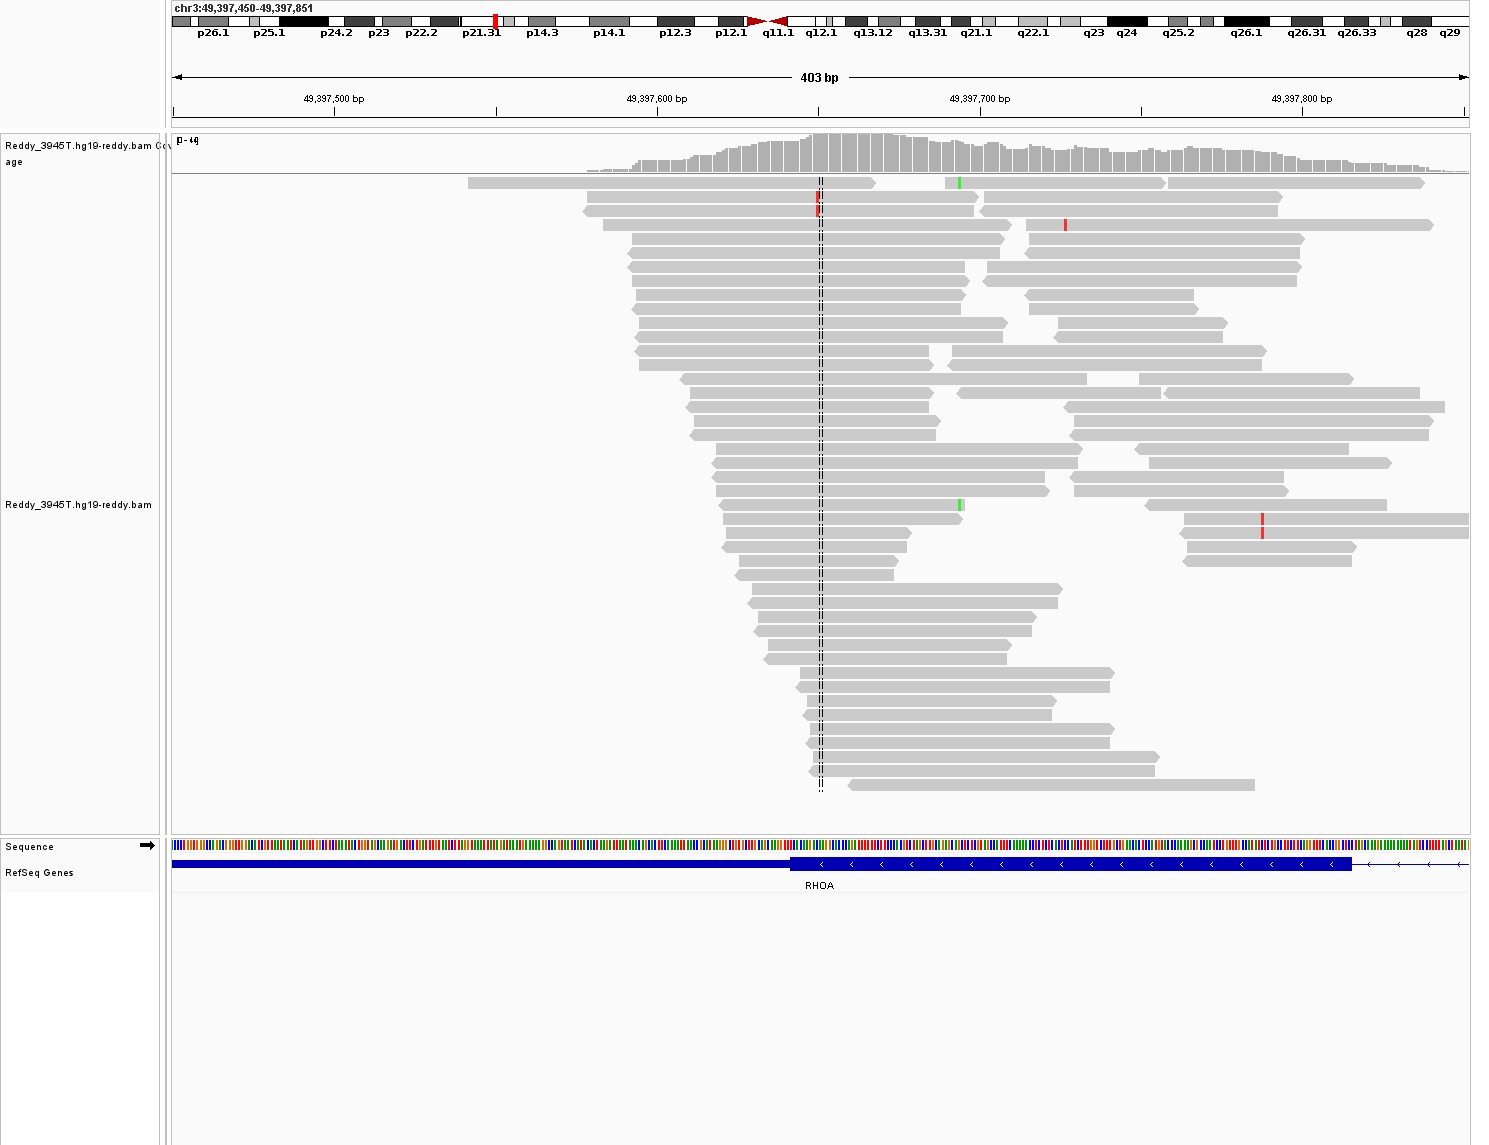 chr3:49,397,450-49,397,851
p26.1 p25.1 p24.2 p23 p22.2 p21.31 p14.3 p14.1 p12.3 p12.1 q11.1 q12.1 q13.12 q13.31 q21.1 q22.1 q23 q24 q25.2 q26.1 q26.31 q26.33 q28 q29
403 bp
49,397,500 bp 49,397,600 bp 49,397,700 bp 49,397,800 bp
Reddy_3945T.hg19-reddy.bam Cov
age
[0 - 44]
Reddy_3945T.hg19-reddy.bam
Sequence
RefSeq Genes
RHOA